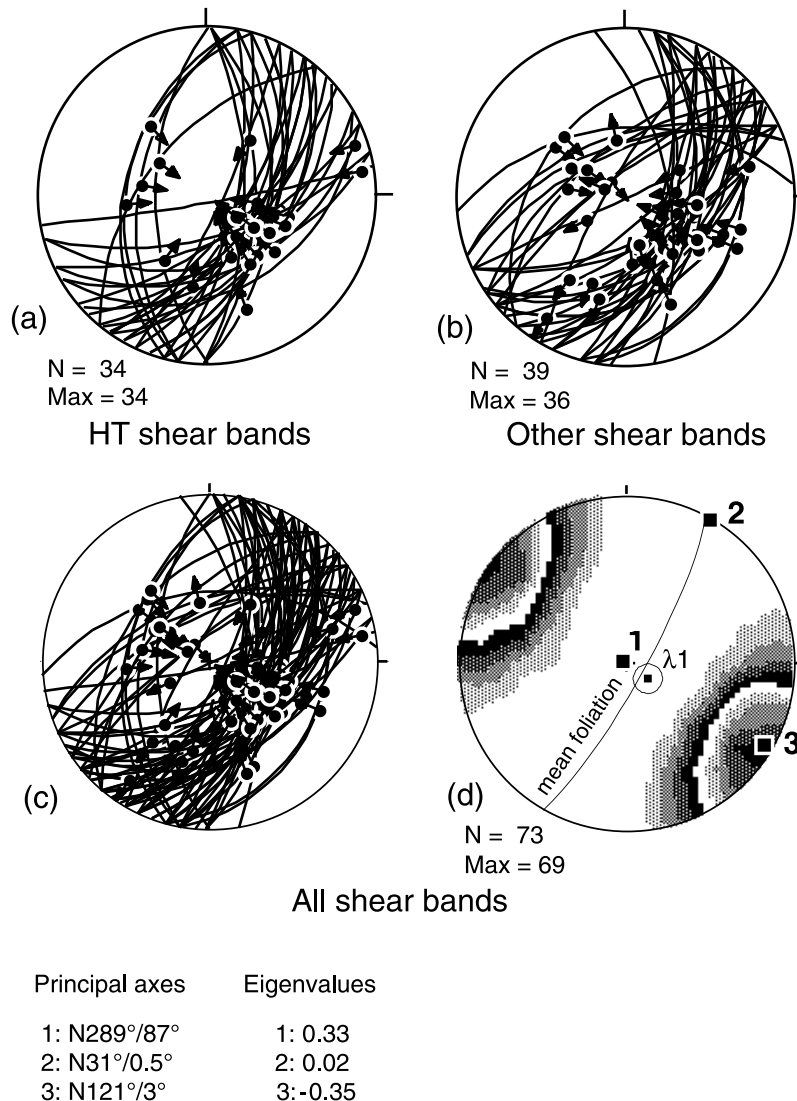 (a)
N = 34
Max = 34
HT shear bands
(b)
N = 39
Max = 36
Other shear bands
(c)
2
1
λ1
mean foliation
3
(d)
N = 73
Max = 69
All shear bands
Principal axes Eigenvalues
1: N289°/87° 1: 0.33
2: N31°/0.5° 2: 0.02
3: N121°/3° 3:-0.35